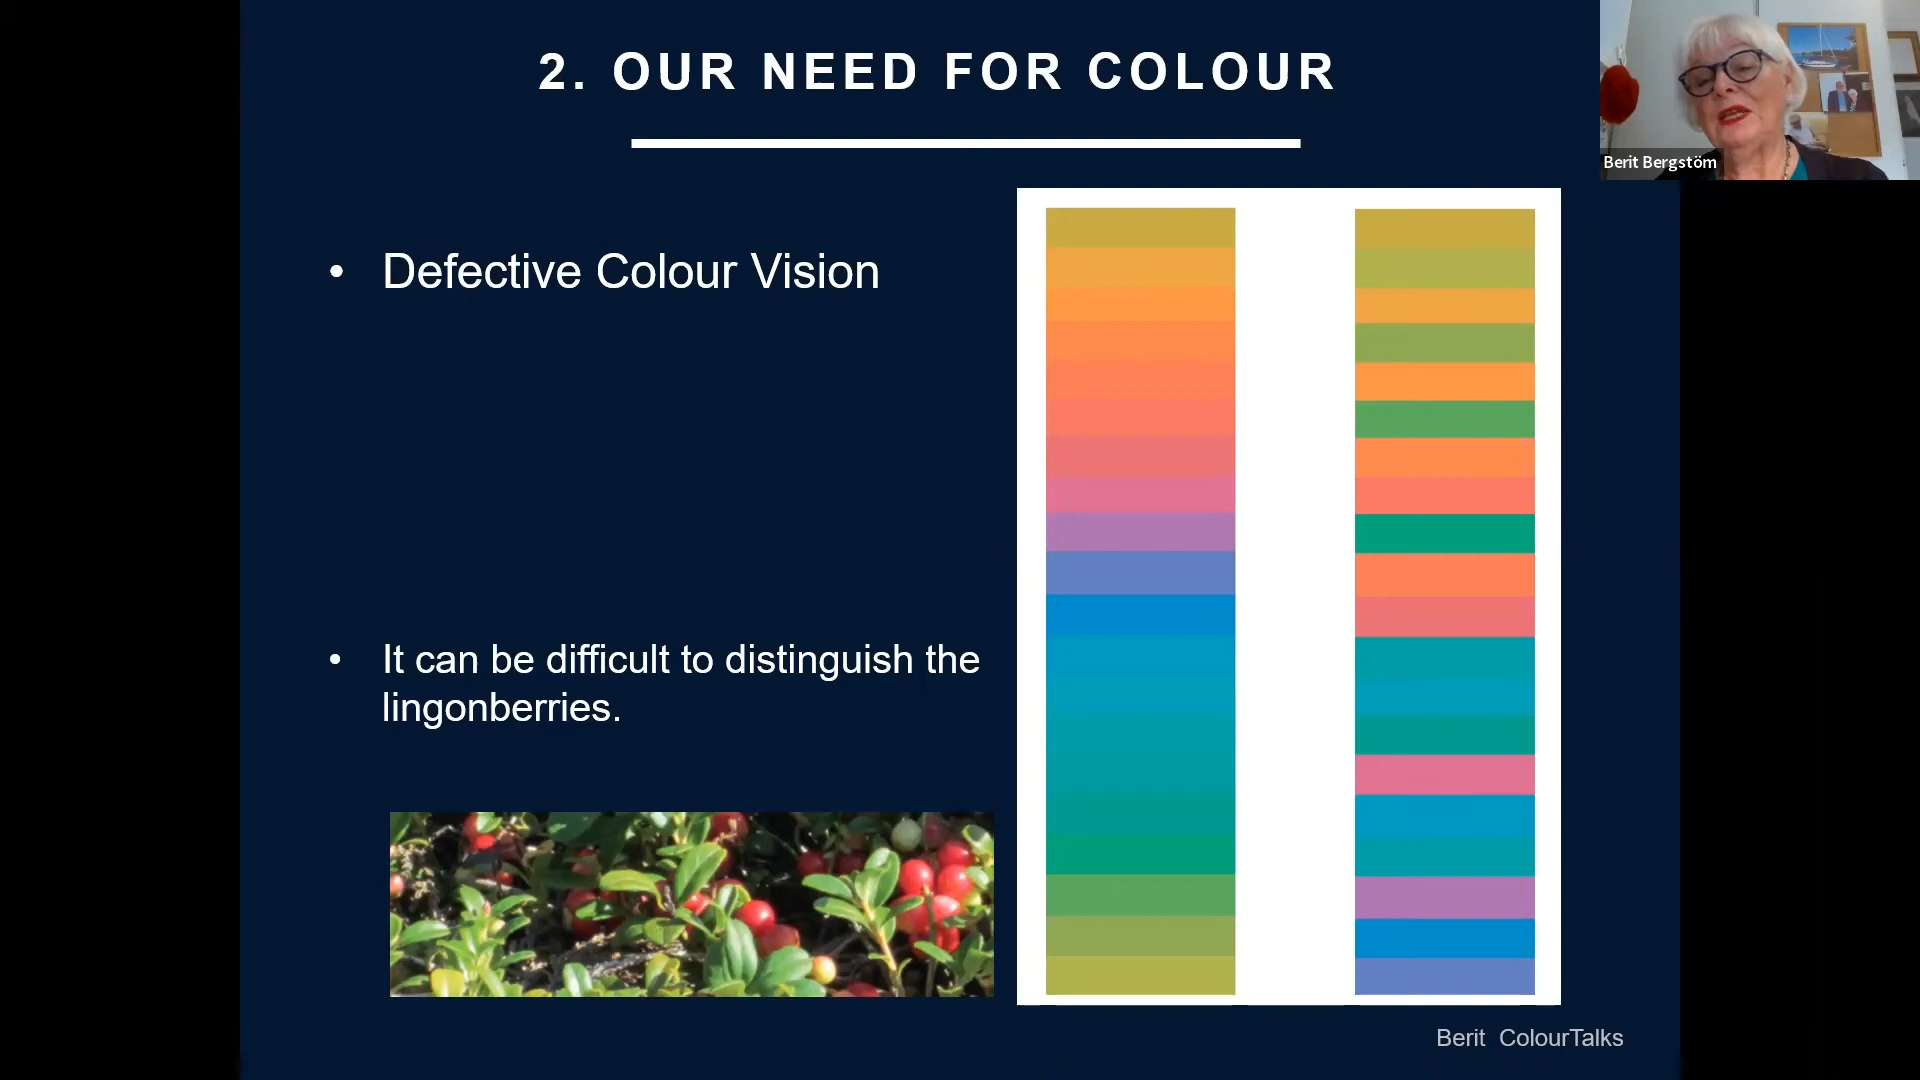 2. OUR NEED FOR COLOUR
Berit Bergstöm
• Defective Colour Vision
• It can be difficult to distinguish the
lingonberries.
Berit ColourTalks